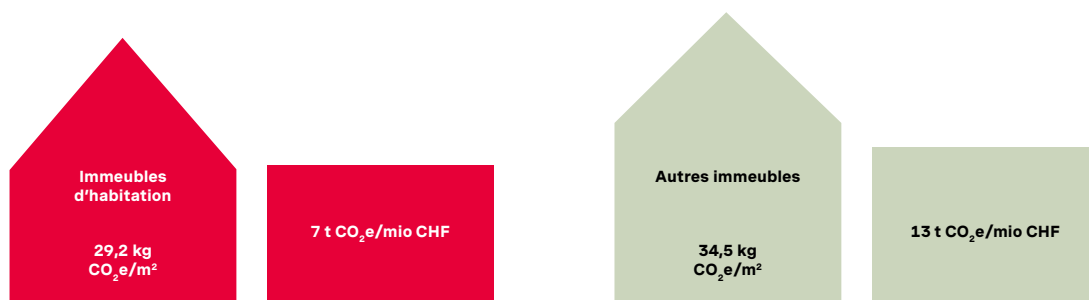 Immeubles
d'habitation
29,2 kg
CO₂e/m²
7 t CO₂e/mio CHF
Autres immeubles
34,5 kg
CO₂e/m²
13 t CO₂e/mio CHF